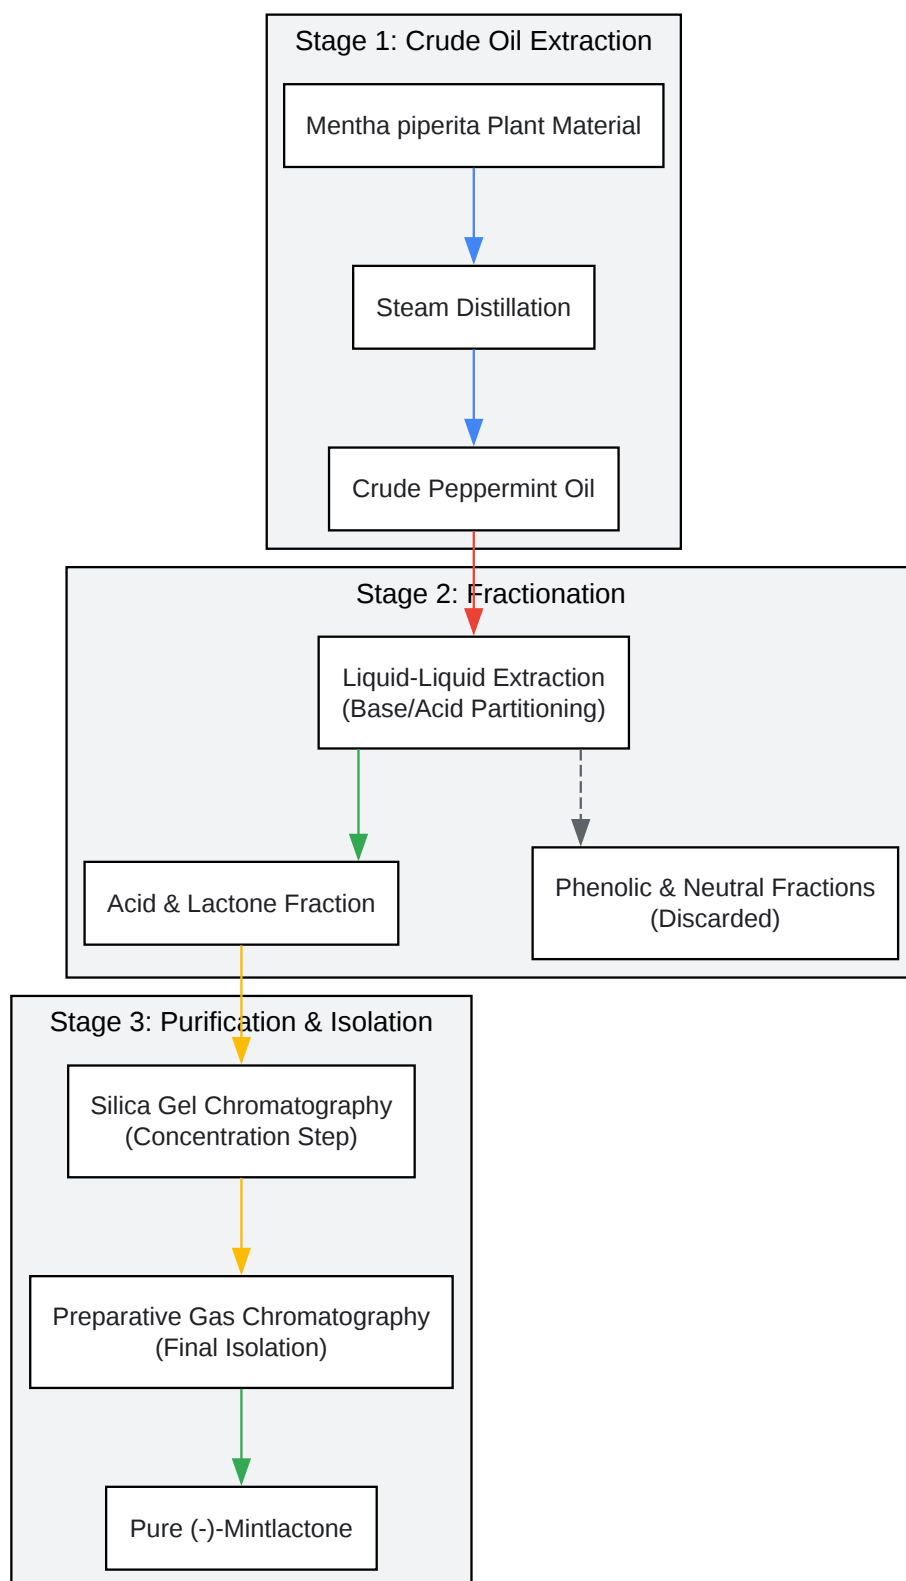 Stage 1: Crude Oil Extraction
Mentha piperita Plant Material
Steam Distillation
Crude Peppermint Oil
Stage 2: Fractionation
Liquid-Liquid Extraction
(Base/Acid Partitioning)
Acid & Lactone Fraction
Phenolic & Neutral Fractions
(Discarded)
Stage 3: Purification & Isolation
Silica Gel Chromatography
(Concentration Step)
Preparative Gas Chromatography
(Final Isolation)
Pure (-)-Mintlactone